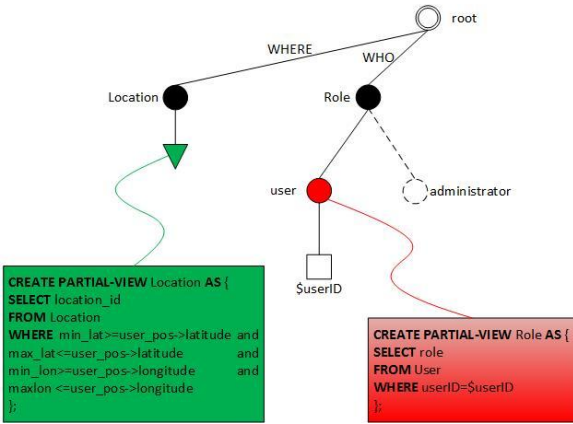 root
WHERE
WHO
Location
Role
user
administrator
$userID
CREATE PARTIAL-VIEW Location AS {
SELECT location_id
FROM Location
WHERE min_lat>=user_pos->latitude and
max_lat<=user_pos->latitude and
min_lon>=user_pos->longitude and
maxlon <=user_pos->longitude
};
CREATE PARTIAL-VIEW Role AS {
SELECT role
FROM User
WHERE userID=$userID
};